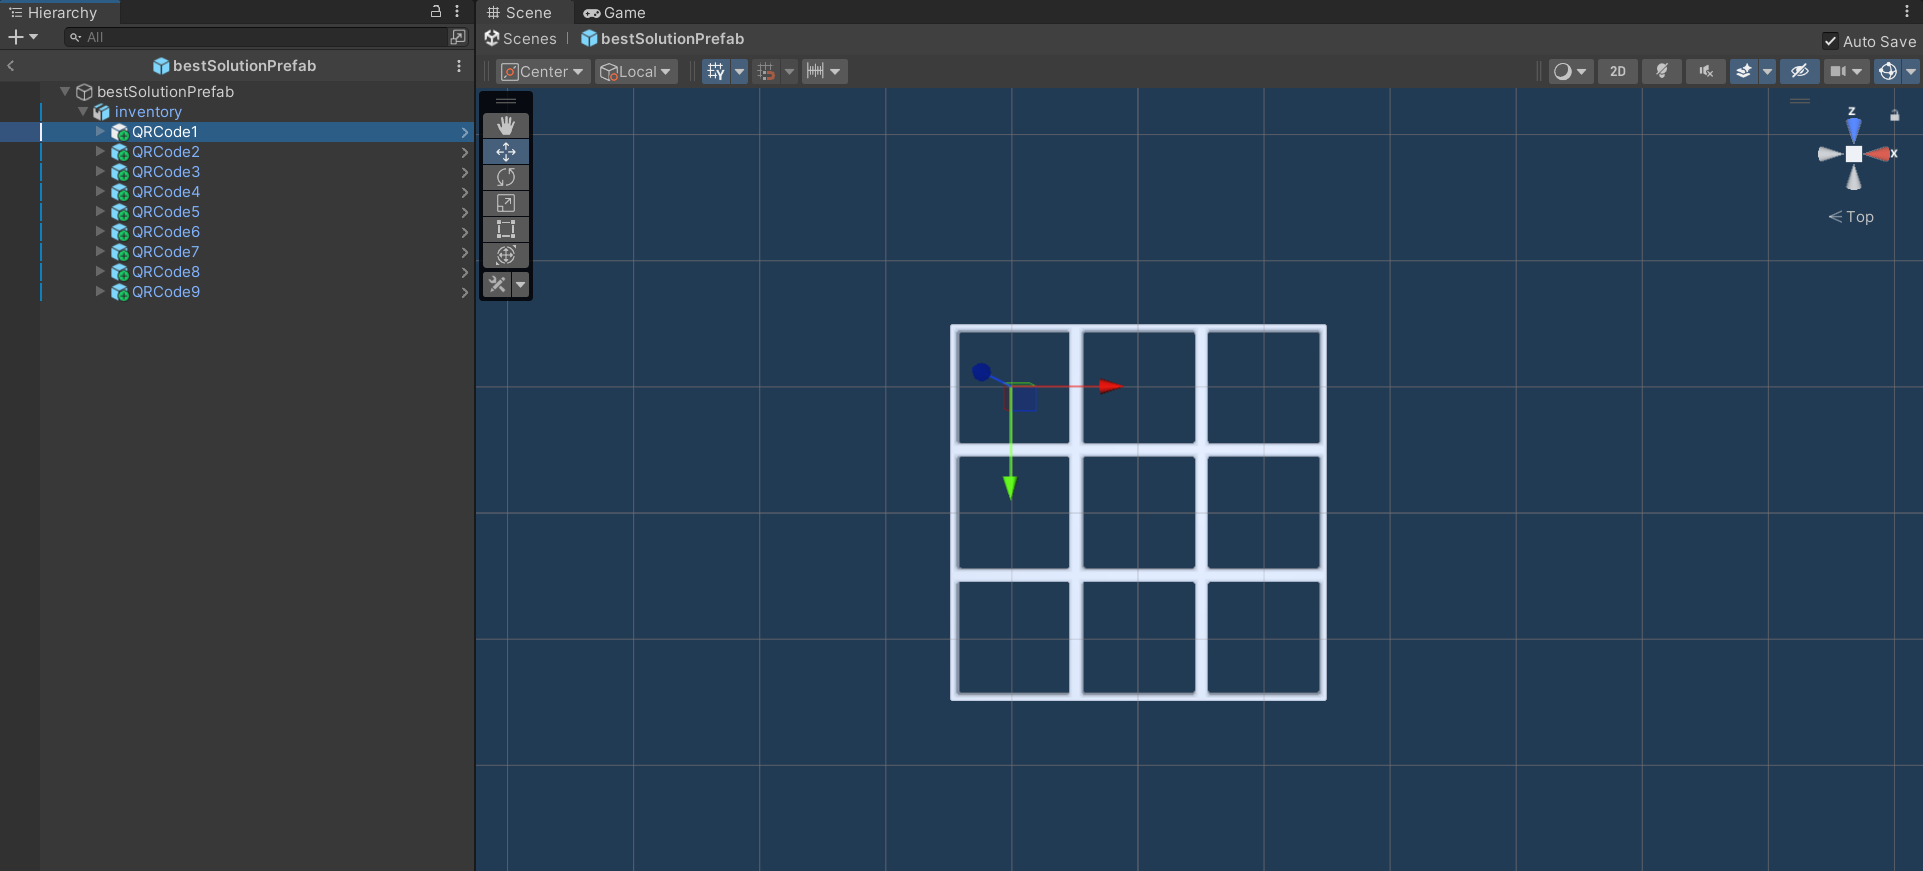 Hierarchy
All
bestSolutionPrefab
bestSolutionPrefab
inventory
QRCode1
QRCode2
QRCode3
QRCode4
QRCode5
QRCode6
QRCode7
QRCode8
QRCode9
Scene Game
Scenes | bestSolutionPrefab
Auto Save
Center Local 2D
z
x
Top